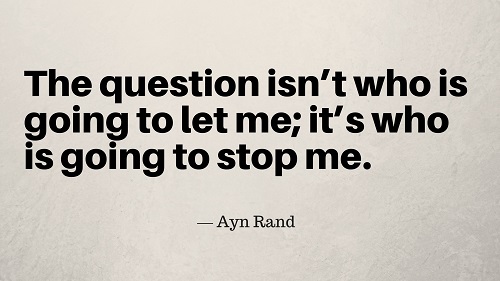 The question isn’t who is
going to let me; it’s who
is going to stop me.
— Ayn Rand